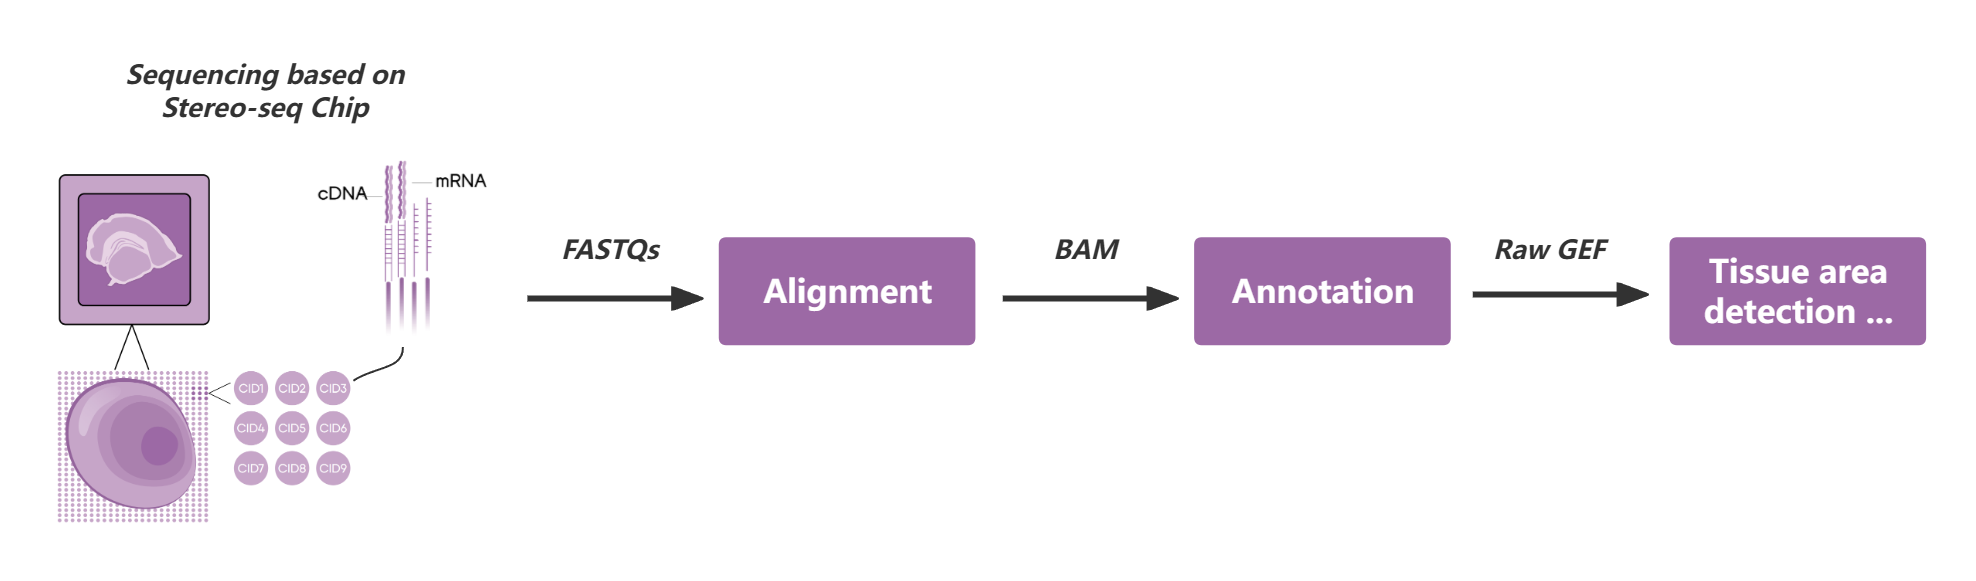 Sequencing based on
Stereo-seq Chip
cDNA
mRNA
CID1 CID2 CID3
CID4 CID5 CID6
CID7 CID8 CID9
FASTQs
Alignment
BAM
Annotation
Raw GEF
Tissue area
detection ...